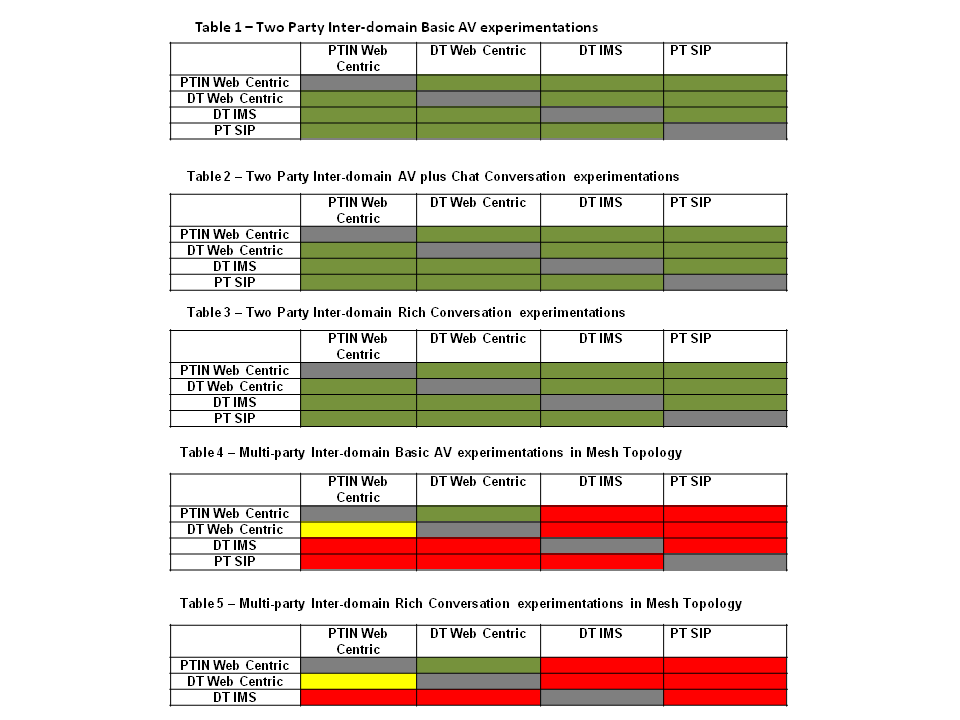 Table 1 – Two Party Inter-domain Basic AV experimentations
PTIN Web Centric DT Web Centric DT IMS PT SIP
PTIN Web Centric
DT Web Centric
DT IMS
PT SIP
Table 2 – Two Party Inter-domain AV plus Chat Conversation experimentations
PTIN Web Centric DT Web Centric DT IMS PT SIP
PTIN Web Centric
DT Web Centric
DT IMS
PT SIP
Table 3 – Two Party Inter-domain Rich Conversation experimentations
PTIN Web Centric DT Web Centric DT IMS PT SIP
PTIN Web Centric
DT Web Centric
DT IMS
PT SIP
Table 4 – Multi-party Inter-domain Basic AV experimentations in Mesh Topology
PTIN Web Centric DT Web Centric DT IMS PT SIP
PTIN Web Centric
DT Web Centric
DT IMS
PT SIP
Table 5 – Multi-party Inter-domain Rich Conversation experimentations in Mesh Topology
PTIN Web Centric DT Web Centric DT IMS PT SIP
PTIN Web Centric
DT Web Centric
DT IMS